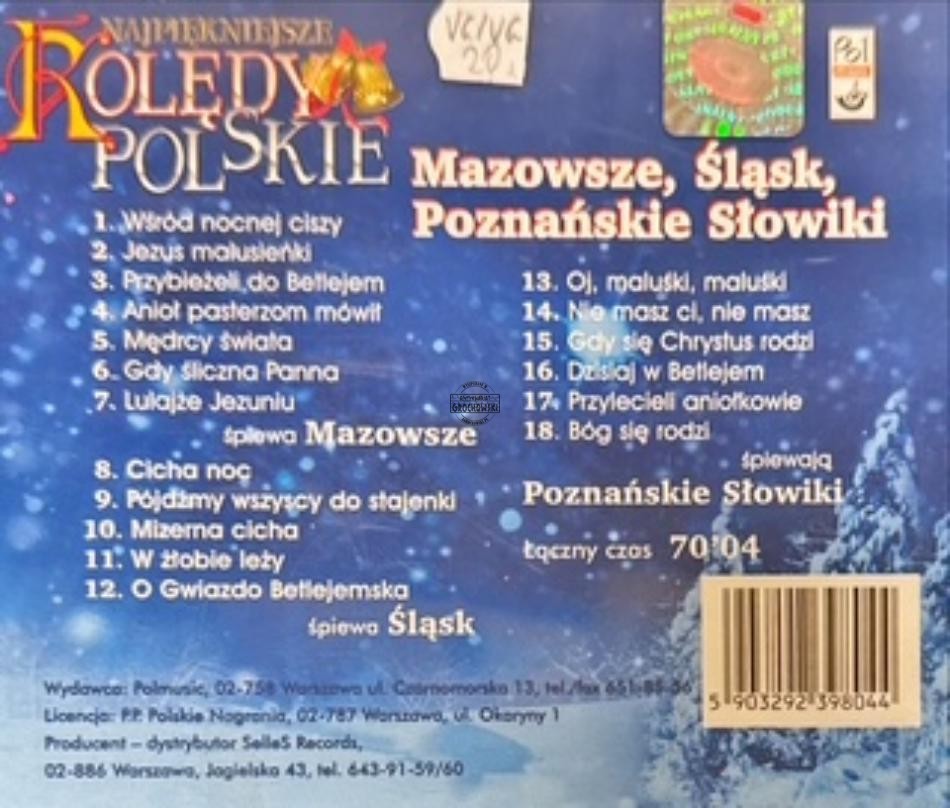 NAJPIĘKNIEJSZE
KOLĘDY
POLSKIE
Pol
Mazowsze, Śląsk,
Poznańskie Słowiki
1. Wśród nocnej ciszy
2. Jezus malusieńki
3. Przybieżeli do Betlejem
4. Anioł pasterzom mówił
5. Mędrcy świata
6. Gdy śliczna Panna
7. Lulajże Jezuniu
śpiewa Mazowsze
8. Cicha noc
9. Pójdźmy wszyscy do stajenki
10. Mizerna cicha
11. W żłobie leży
12. O Gwiazdo Betlejemska
śpiewa Śląsk
13. Oj, maluśki, maluśki
14. Nie masz ci, nie masz
15. Gdy się Chrystus rodzi
16. Dzisiaj w Betlejem
17. Przylecieli aniołkowie
18. Bóg się rodzi
śpiewają
Poznańskie Słowiki
Łączny czas 70'04
GROCHOWSKI
Wydawca: Polmusic, 02-758 Warszawa ul. Czarnomorska 13, tel./fax 651-85-56
Licencja: P.P. Polskie Nagrania, 02-787 Warszawa, ul. Okaryny 1
Producent – dystrybutor SelleS Records,
02-886 Warszawa, Jagielska 43, tel. 643-91-59/60
5 903292 398044